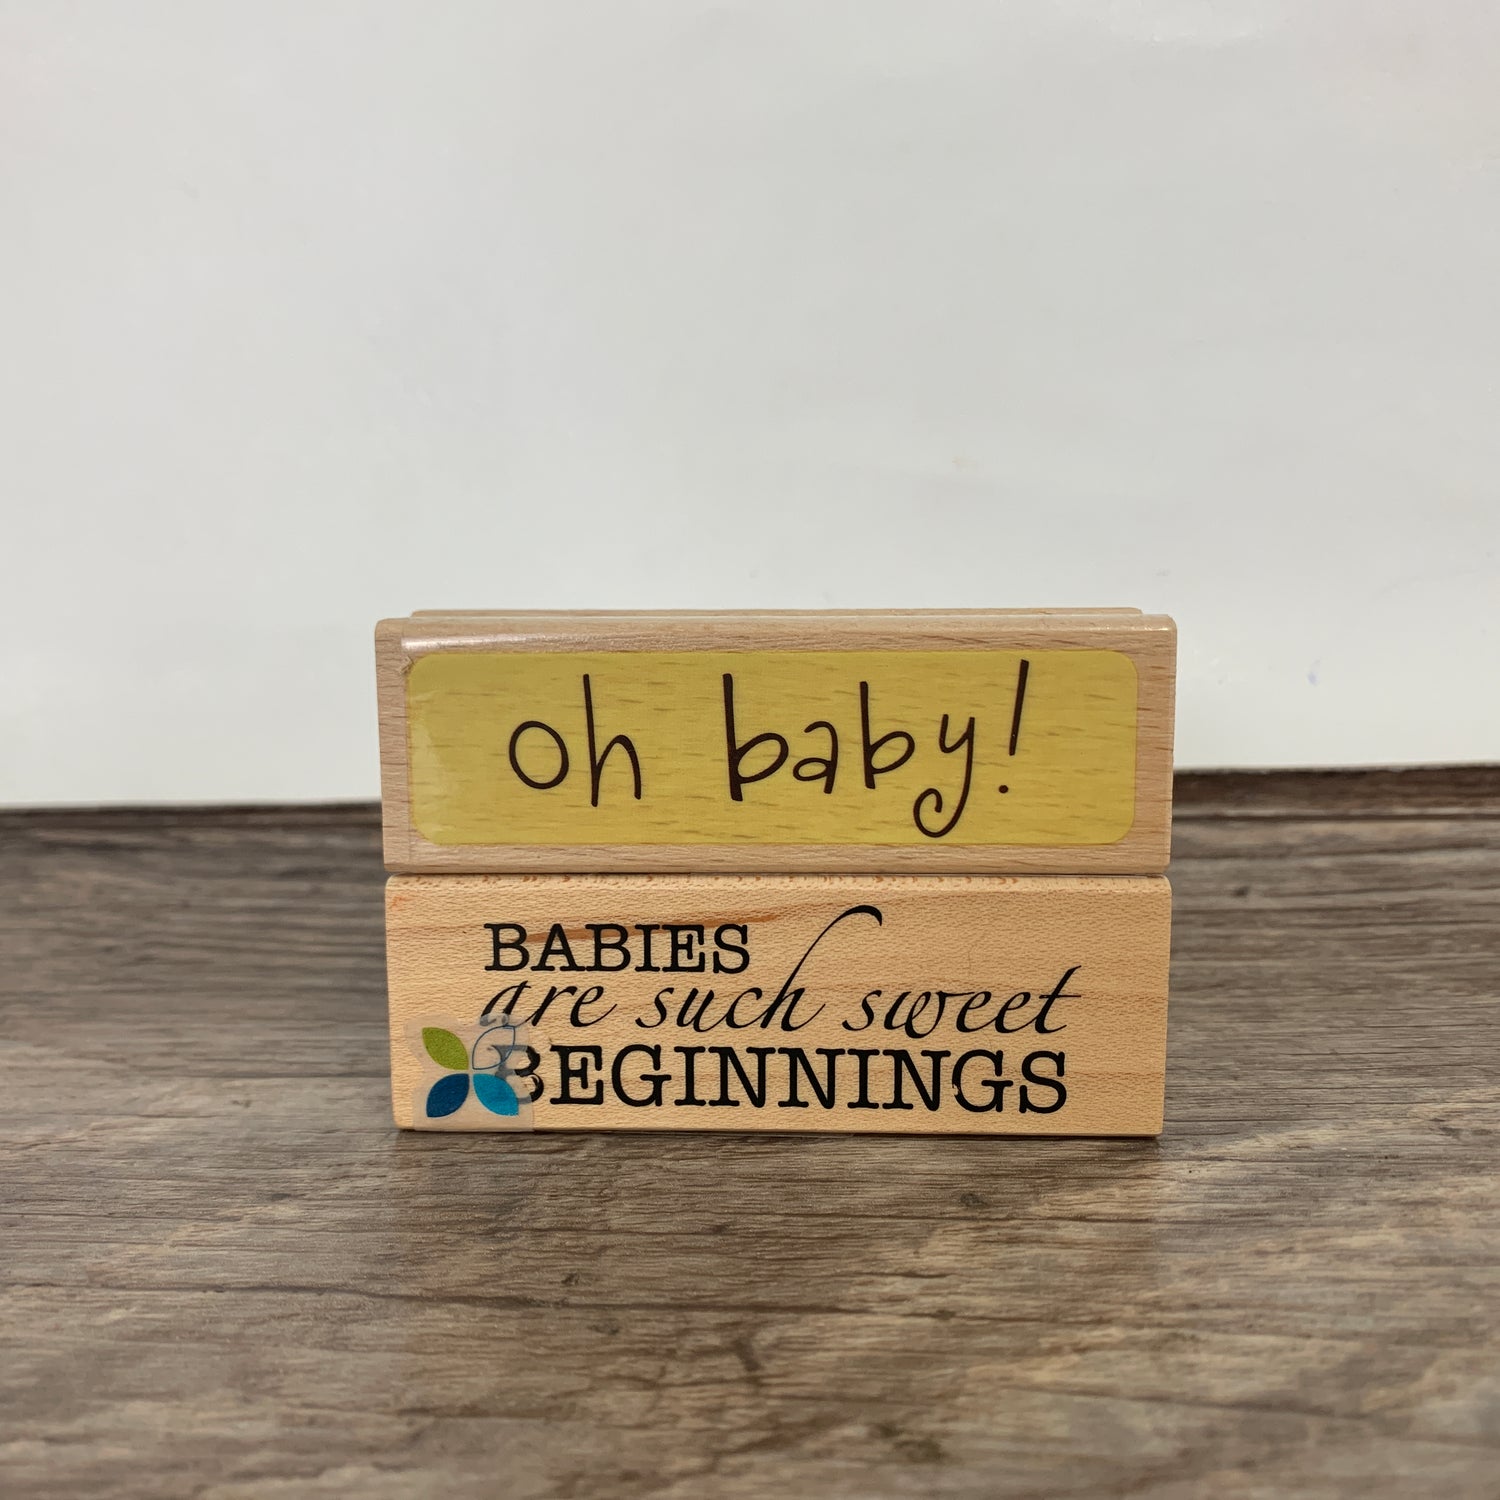 oh baby!
BABIES
are such sweet
BEGINNINGS